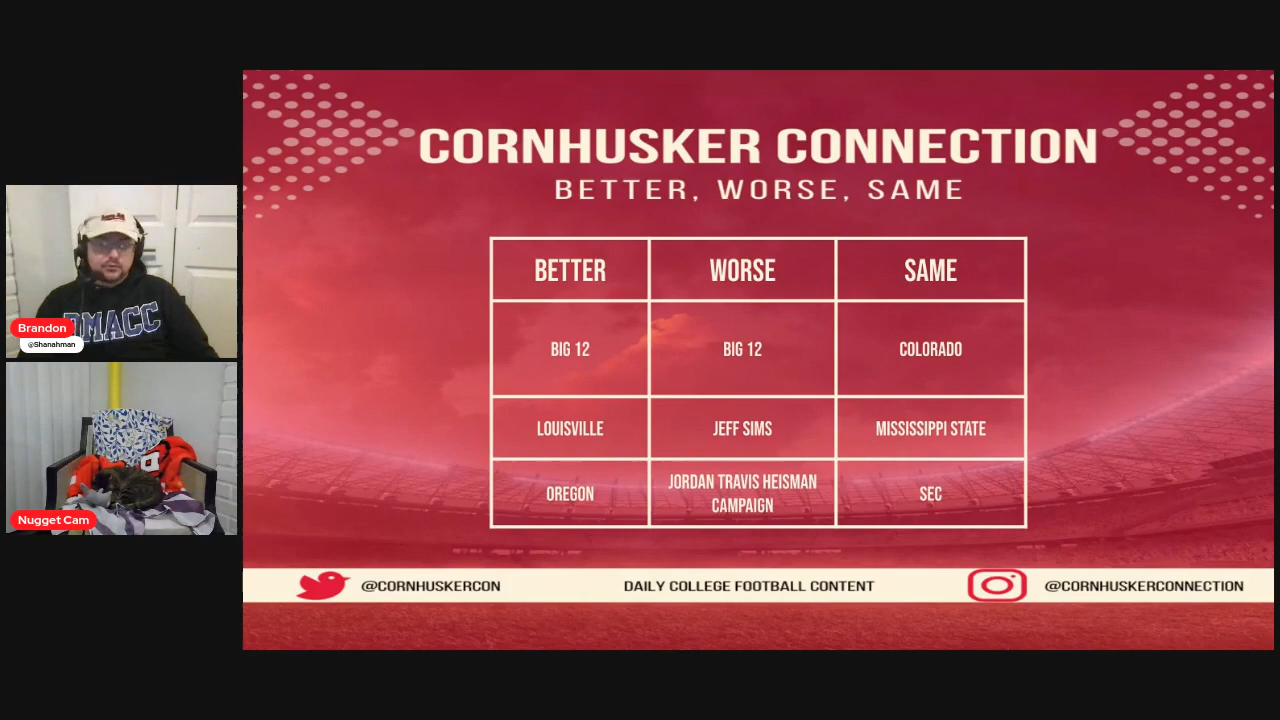 CORNHUSKER CONNECTION
BETTER, WORSE, SAME
BETTER WORSE SAME
BIG 12 BIG 12 COLORADO
LOUISVILLE JEFF SIMS MISSISSIPPI STATE
OREGON JORDAN TRAVIS HEISMAN CAMPAIGN SEC
@CORNHUSKERCON DAILY COLLEGE FOOTBALL CONTENT @CORNHUSKERCONNECTION
DMACC
Brandon
@Shanahman
Nugget Cam